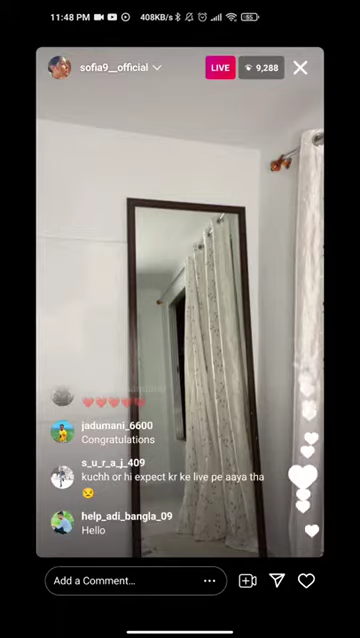 11:48 PM 408KB/s 65
sofia9__official LIVE 9,288
❤️❤️❤️❤️❤️
jadumani_6600
Congratulations
s_u_r_a_j_409
kuchh or hi expect kr ke live pe aaya tha
😒
help_adi_bangla_09
Hello
Add a Comment...